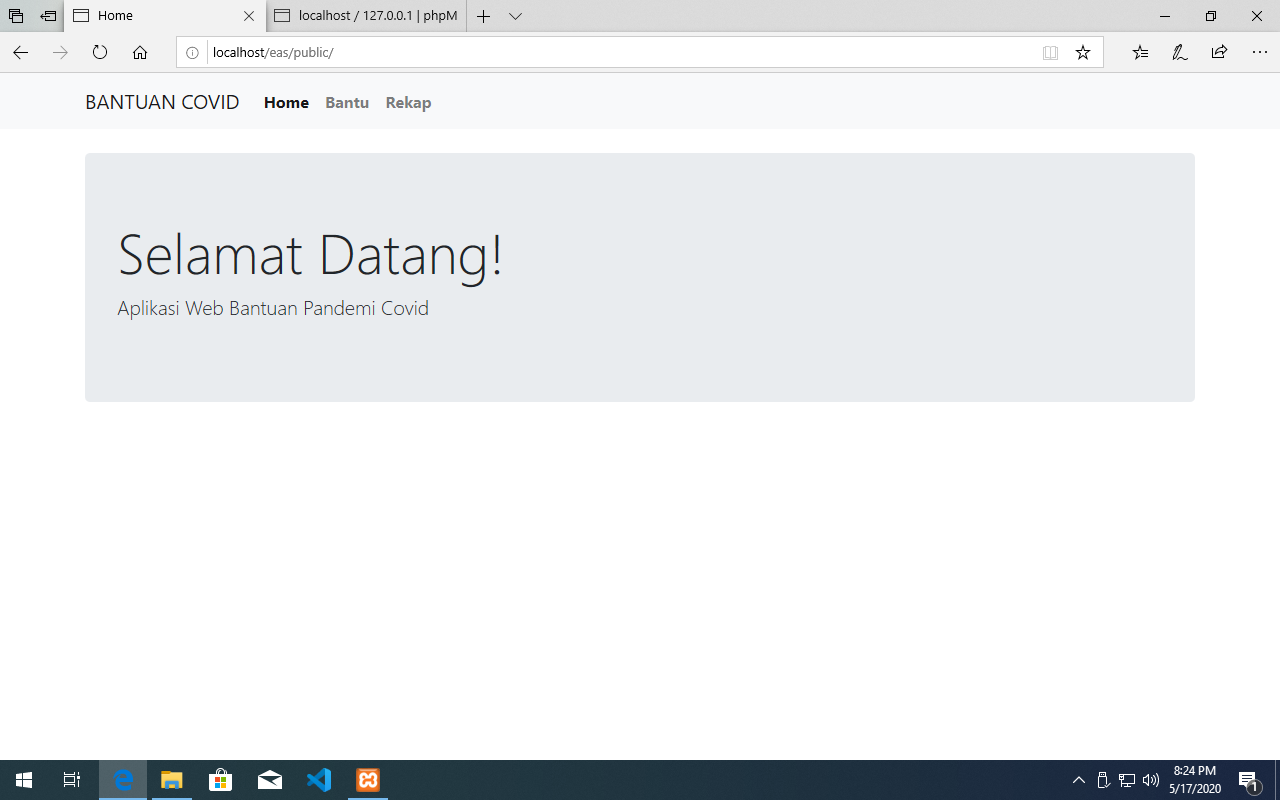 Home
localhost / 127.0.0.1 | phpM
localhost/eas/public/
BANTUAN COVID Home Bantu Rekap
Selamat Datang!
Aplikasi Web Bantuan Pandemi Covid
8:24 PM
5/17/2020
1